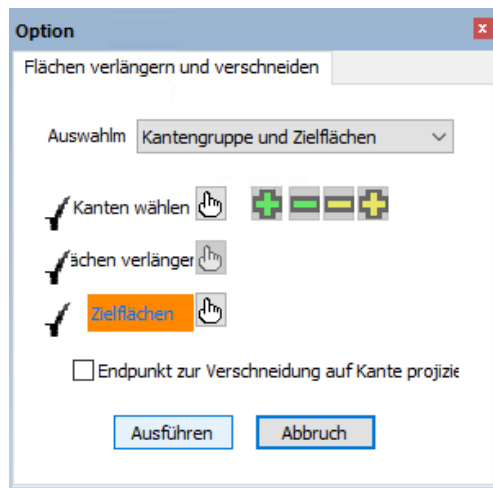 Option
Flächen verlängern und verschneiden
Auswahlm Kantengruppe und Zielflächen
Kanten wählen
ächen verlänger
Zielflächen
Endpunkt zur Verschneidung auf Kante projizie
Ausführen Abbruch